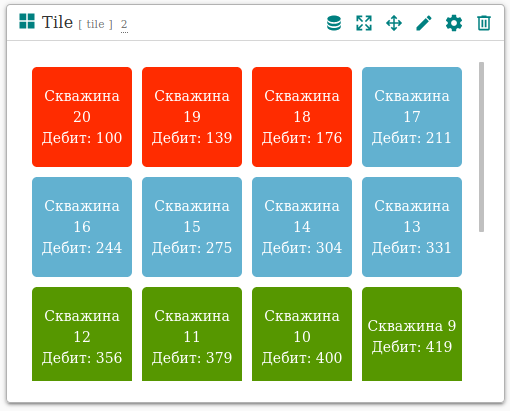 Tile [ tile ] 2
Скважина 20 Дебит: 100
Скважина 19 Дебит: 139
Скважина 18 Дебит: 176
Скважина 17 Дебит: 211
Скважина 16 Дебит: 244
Скважина 15 Дебит: 275
Скважина 14 Дебит: 304
Скважина 13 Дебит: 331
Скважина 12 Дебит: 356
Скважина 11 Дебит: 379
Скважина 10 Дебит: 400
Скважина 9 Дебит: 419